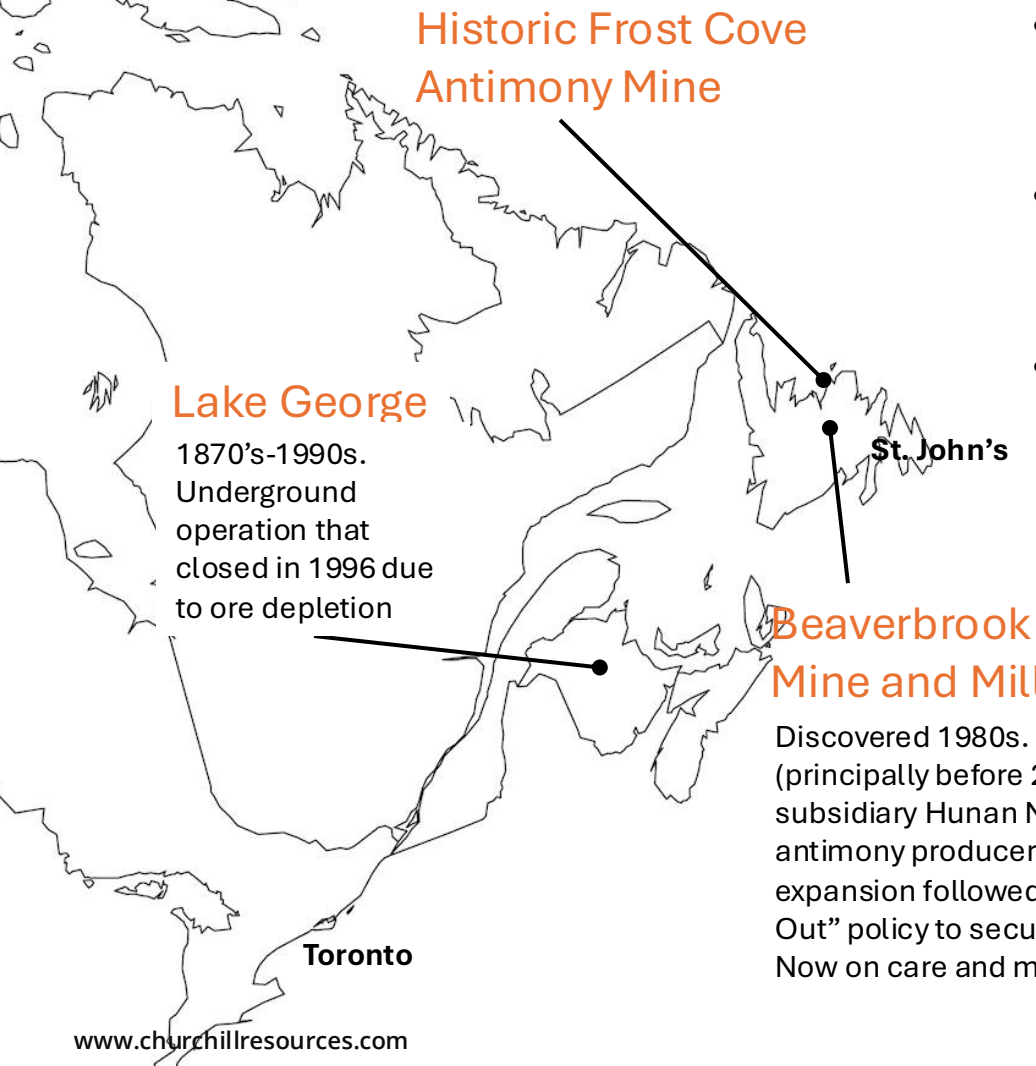 Historic Frost Cove
Antimony Mine
Lake George
1870’s-1990s.
Underground
operation that
closed in 1996 due
to ore depletion
St. John’s
Beaverbrook
Mine and Mill
Discovered 1980s.
(principally before
subsidiary Hunan
antimony producer
expansion followed
Out” policy to secu
Now on care and m
Toronto
www.churchillresources.com